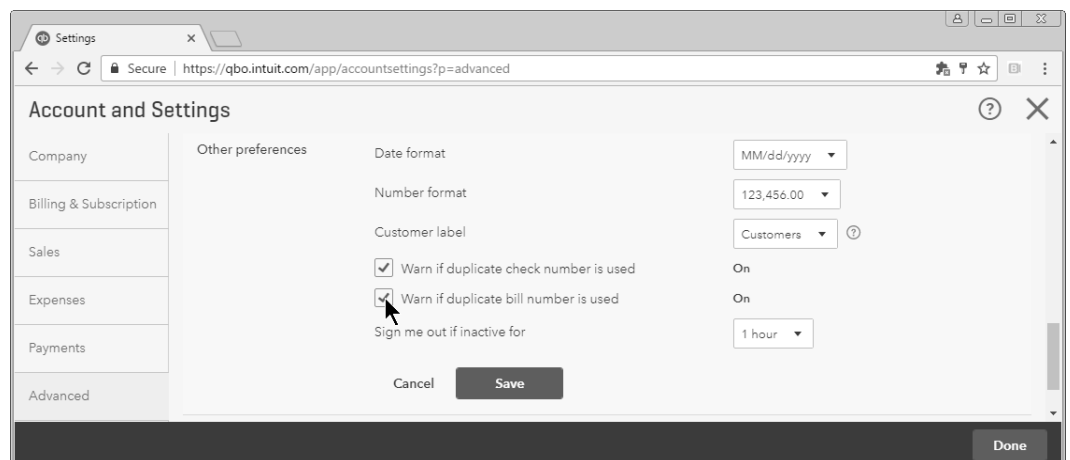 qb Settings
Secure https://qbo.intuit.com/app/accountsettings?p=advanced
Account and Settings
Company
Billing & Subscription
Sales
Expenses
Payments
Advanced
Other preferences
Date format MM/dd/yyyy
Number format 123,456.00
Customer label Customers ?
Warn if duplicate check number is used On
Warn if duplicate bill number is used On
Sign me out if inactive for 1 hour
Cancel Save
Done